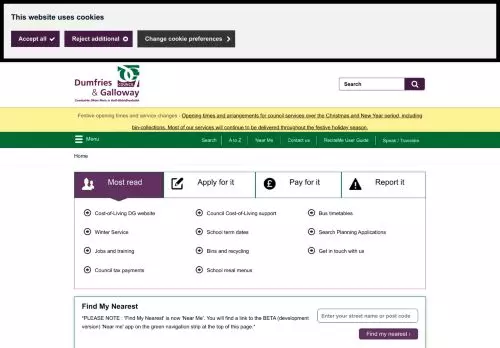 This website uses cookies
Accept all
Reject additional
Change cookie preferences
Dumfries
& Galloway
Search
Festive opening times and service changes - Opening times and arrangements for council services over the Christmas and New Year period, including
bin-collections. Most of our services will continue to be delivered throughout the festive holiday season.
Menu
Search
A to Z
Near Me
Contact us
Recite Me User Guide
Speak / Translate
Home
Most read
Apply for it
Pay for it
Report it
Cost-of-Living DG website
Council Cost-of-Living support
Bus timetables
Winter Service
School term dates
Search Planning Applications
Jobs and training
Bins and recycling
Get in touch with us
Council tax payments
School meal menus
Find My Nearest
*PLEASE NOTE : 'Find My Nearest' is now 'Near Me'. You will find a link to the BETA (development
version) 'Near me' app on the green navigation strip at the top of this page.*
Enter your street name or post code
Find my nearest ›